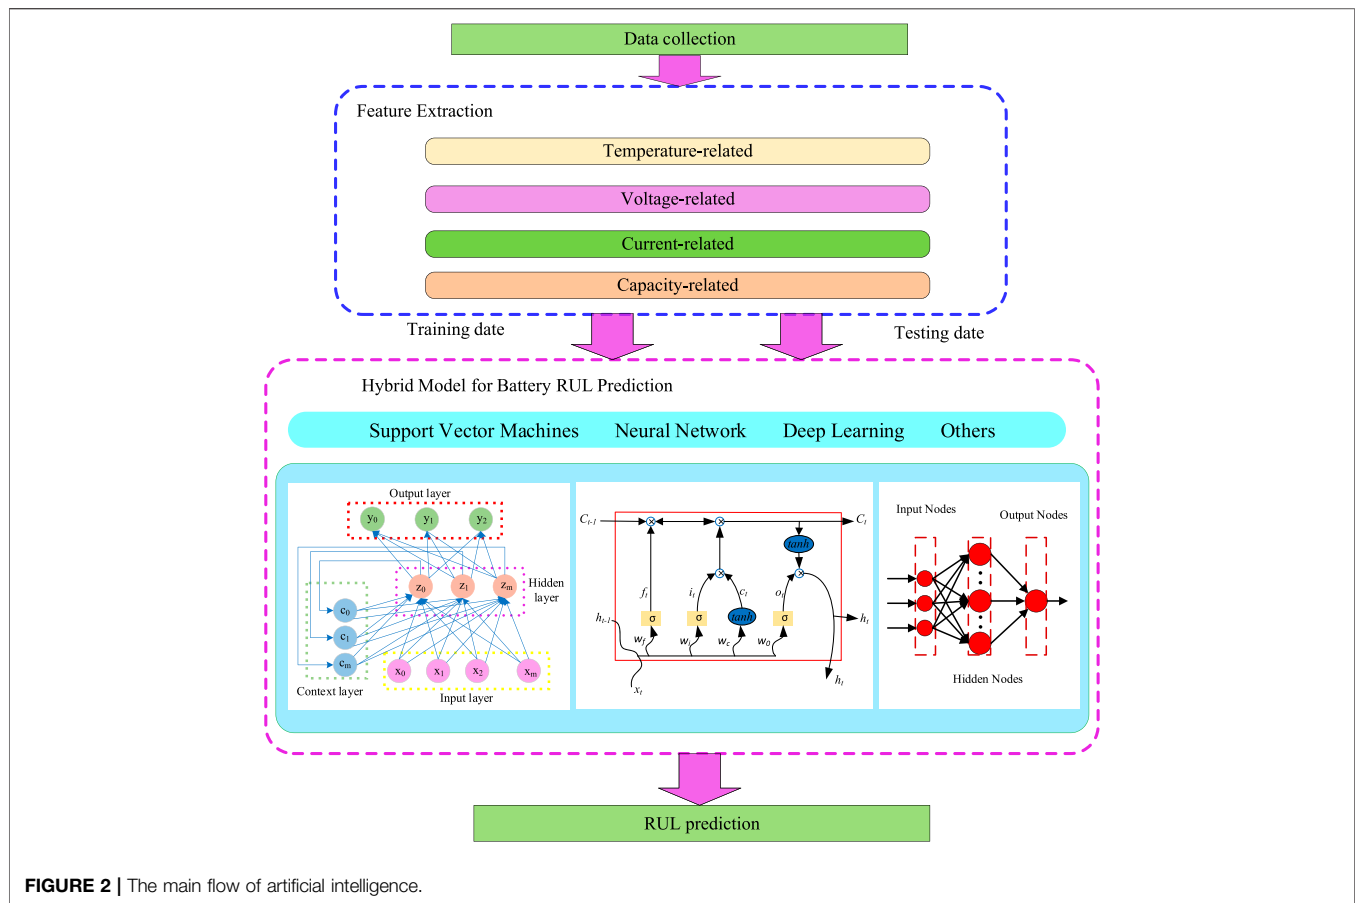 Data collection
Feature Extraction
Temperature-related
Voltage-related
Current-related
Capacity-related
Training date
Testing date
Hybrid Model for Battery RUL Prediction
Support Vector Machines Neural Network Deep Learning Others
Output layer
y0 y1 y2
z0 z1 zm
Hidden layer
c0
c1
cm
Context layer
x0 x1 x2 xm
Input layer
Ct-1
Ct
tanh
ft it ct ot
ht-1
σ σ tanh σ
ht
wf wi wc w0
xt
ht
Input Nodes
Output Nodes
Hidden Nodes
RUL prediction
FIGURE 2 | The main flow of artificial intelligence.